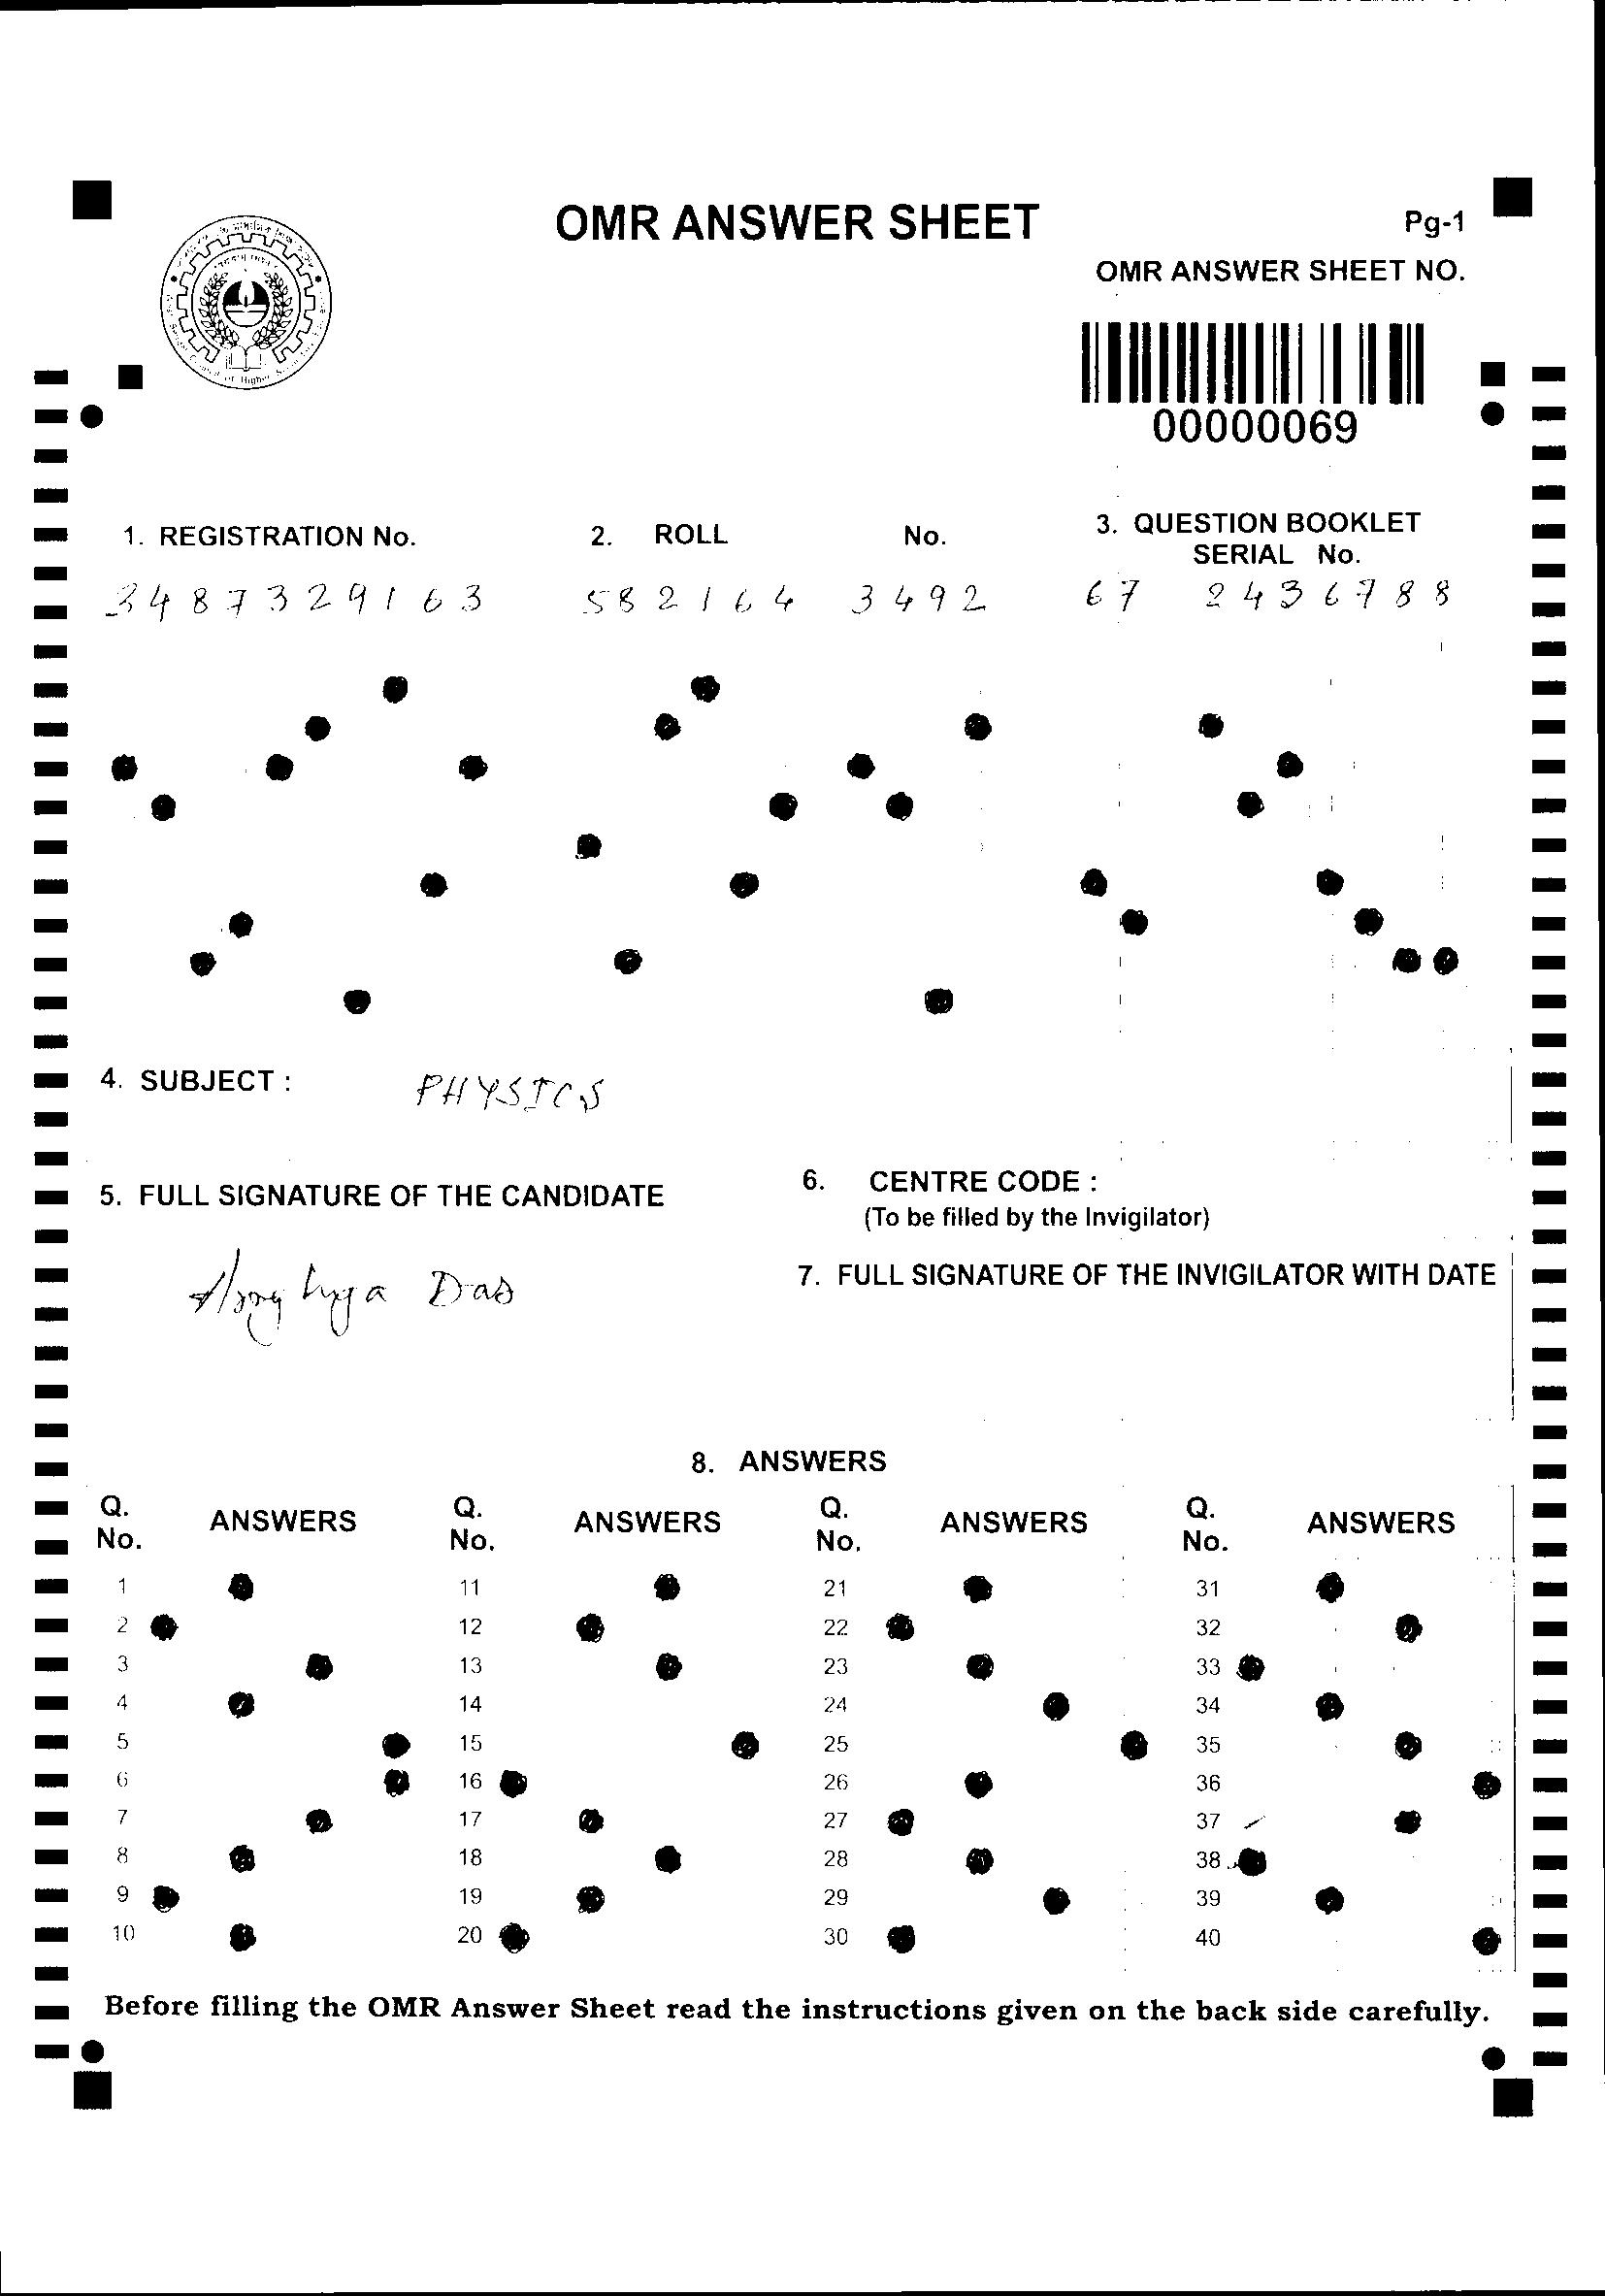 OMR ANSWER SHEET
Pg-1
OMR ANSWER SHEET NO.
00000069
1. REGISTRATION No.
3487329163
2. ROLL No.
582164 3492
3. QUESTION BOOKLET
SERIAL No.
67 2436788
4. SUBJECT : PHYSICS
5. FULL SIGNATURE OF THE CANDIDATE
Das
6. CENTRE CODE :
(To be filled by the Invigilator)
7. FULL SIGNATURE OF THE INVIGILATOR WITH DATE
8. ANSWERS
Q. No. ANSWERS Q. No. ANSWERS Q. No. ANSWERS Q. No. ANSWERS
1 11 21 31
2 12 22 32
3 13 23 33
4 14 24 34
5 15 25 35
6 16 26 36
7 17 27 37
8 18 28 38
9 19 29 39
10 20 30 40
Before filling the OMR Answer Sheet read the instructions given on the back side carefully.